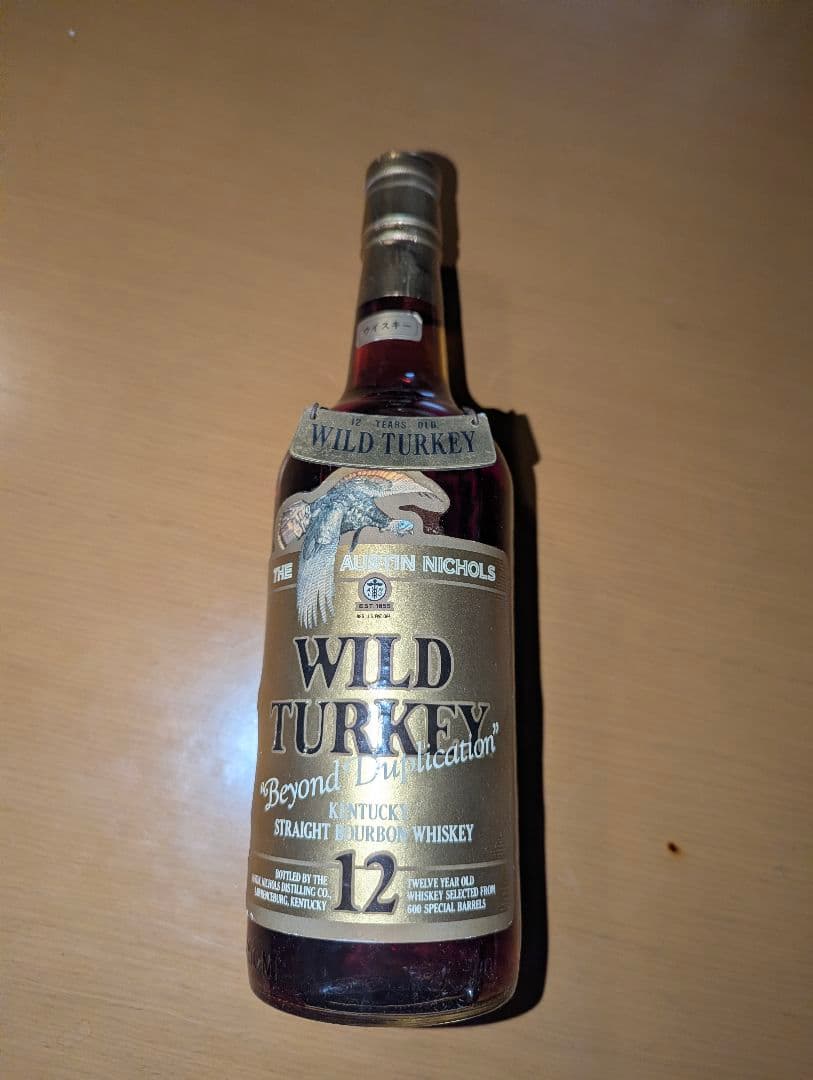 ウイスキー
12 YEARS OLD
WILD TURKEY
THE AUSTIN NICHOLS
EST. 1855
WILD
TURKEY
"Beyond Duplication"
KENTUCKY
STRAIGHT BOURBON WHISKEY
12
BOTTLED BY THE
NICHOLS DISTILLING CO.,
LAWRENCEBURG, KENTUCKY
TWELVE YEAR OLD
WHISKEY SELECTED FROM
600 SPECIAL BARRELS